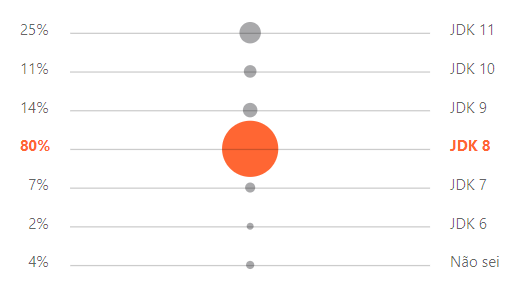 25% JDK 11
11% JDK 10
14% JDK 9
80% JDK 8
7% JDK 7
2% JDK 6
4% Não sei